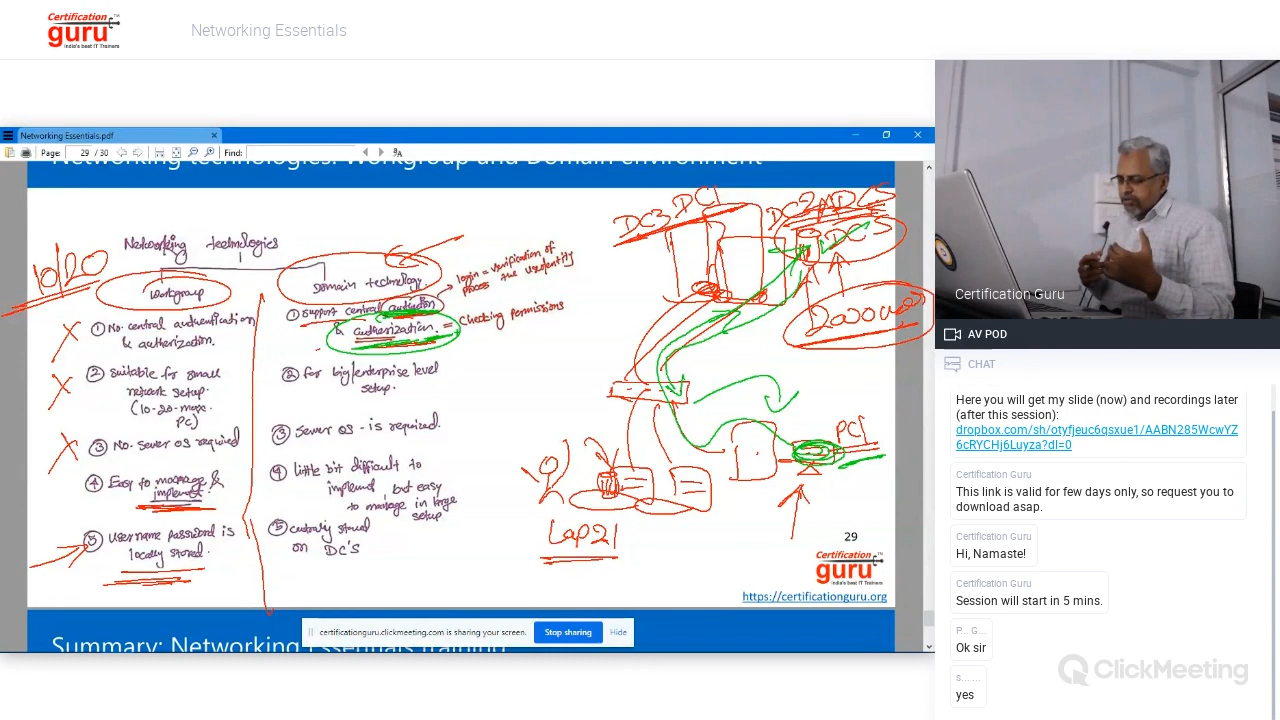 Certification
guru
India's best IT Trainers
Networking Essentials
Networking Essentials.pdf
Page: 29 / 30
Find:
Networking technologies: Workgroup and Domain environment
Networking technologies
Workgroup
① No. central authentication
& authorization.
② Suitable for small
network setup.
(10-20-max.
PC)
③ No. Server OS required
④ Easy to manage &
implement.
⑤ Username password is
locally stored.
Domain technology
① Support central
& authorization. = Checking permissions
login = verification of
② For big/enterprise level
setup.
③ Server OS - is required.
④ little bit difficult to
implement, but easy
to manage in large
setup
⑤ centrally stored
on DC's
DC3
DC1
DC2
PC1
Lap21
29
Certification
guru
India's best IT Trainers
https://certificationguru.org
certificationguru.clickmeeting.com is sharing your screen.
Stop sharing
Hide
Summary: Networking Essentials training
Certification Guru
AV POD
CHAT
Here you will get my slide (now) and recordings later
(after this session):
dropbox.com/sh/otyfjeuc6qsxue1/AABN285WcwYZ
6cRYCHj6Luyza?dl=0
Certification Guru
This link is valid for few days only, so request you to
download asap.
Certification Guru
Hi, Namaste!
Certification Guru
Session will start in 5 mins.
P... G...
Ok sir
s... ...
yes
ClickMeeting